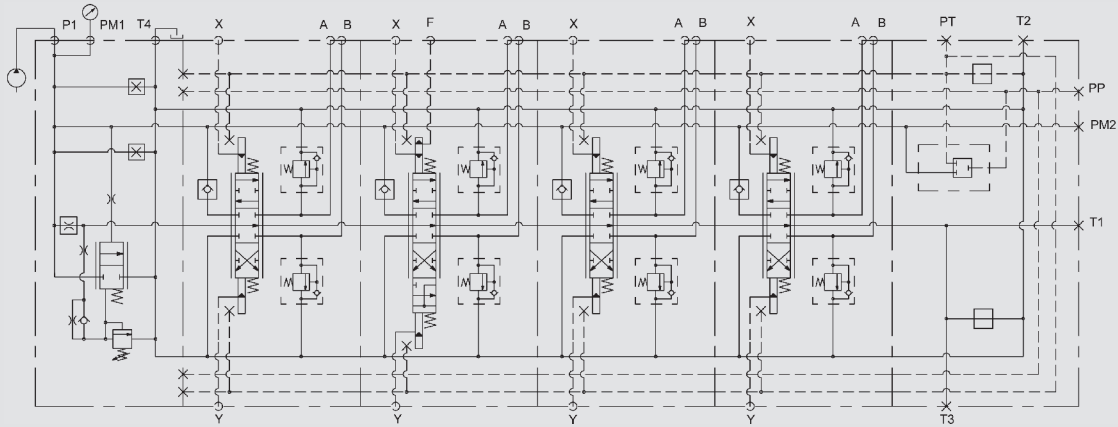 P1 PM1 T4 X A B X F A B X A B X A B PT T2
PP
PM2
T1
Y Y Y Y T3